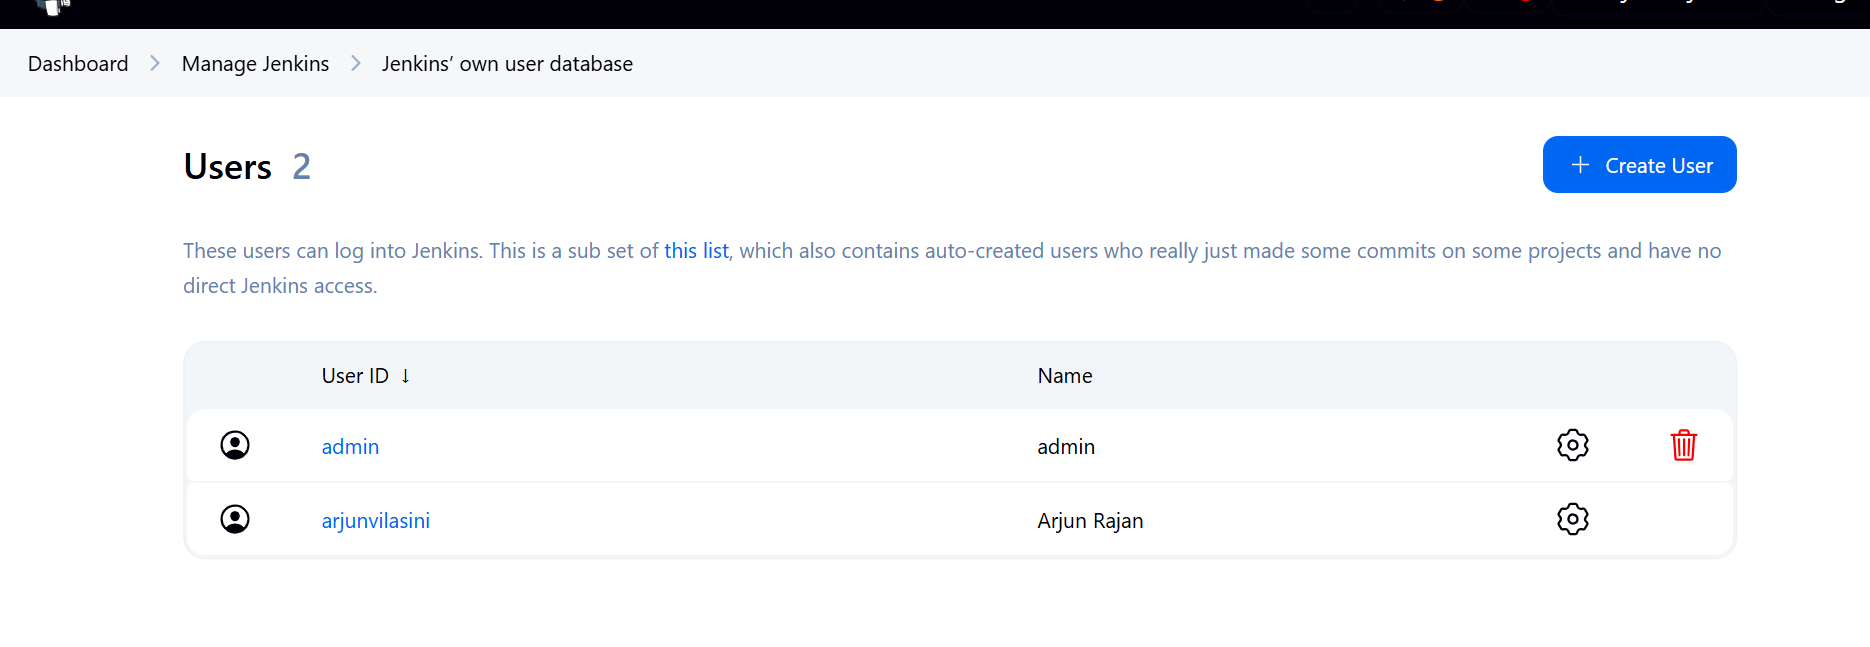 Dashboard > Manage Jenkins > Jenkins’ own user database
Users 2
+ Create User
These users can log into Jenkins. This is a sub set of this list, which also contains auto-created users who really just made some commits on some projects and have no
direct Jenkins access.
User ID ↓ Name
admin admin
arjunvilasini Arjun Rajan